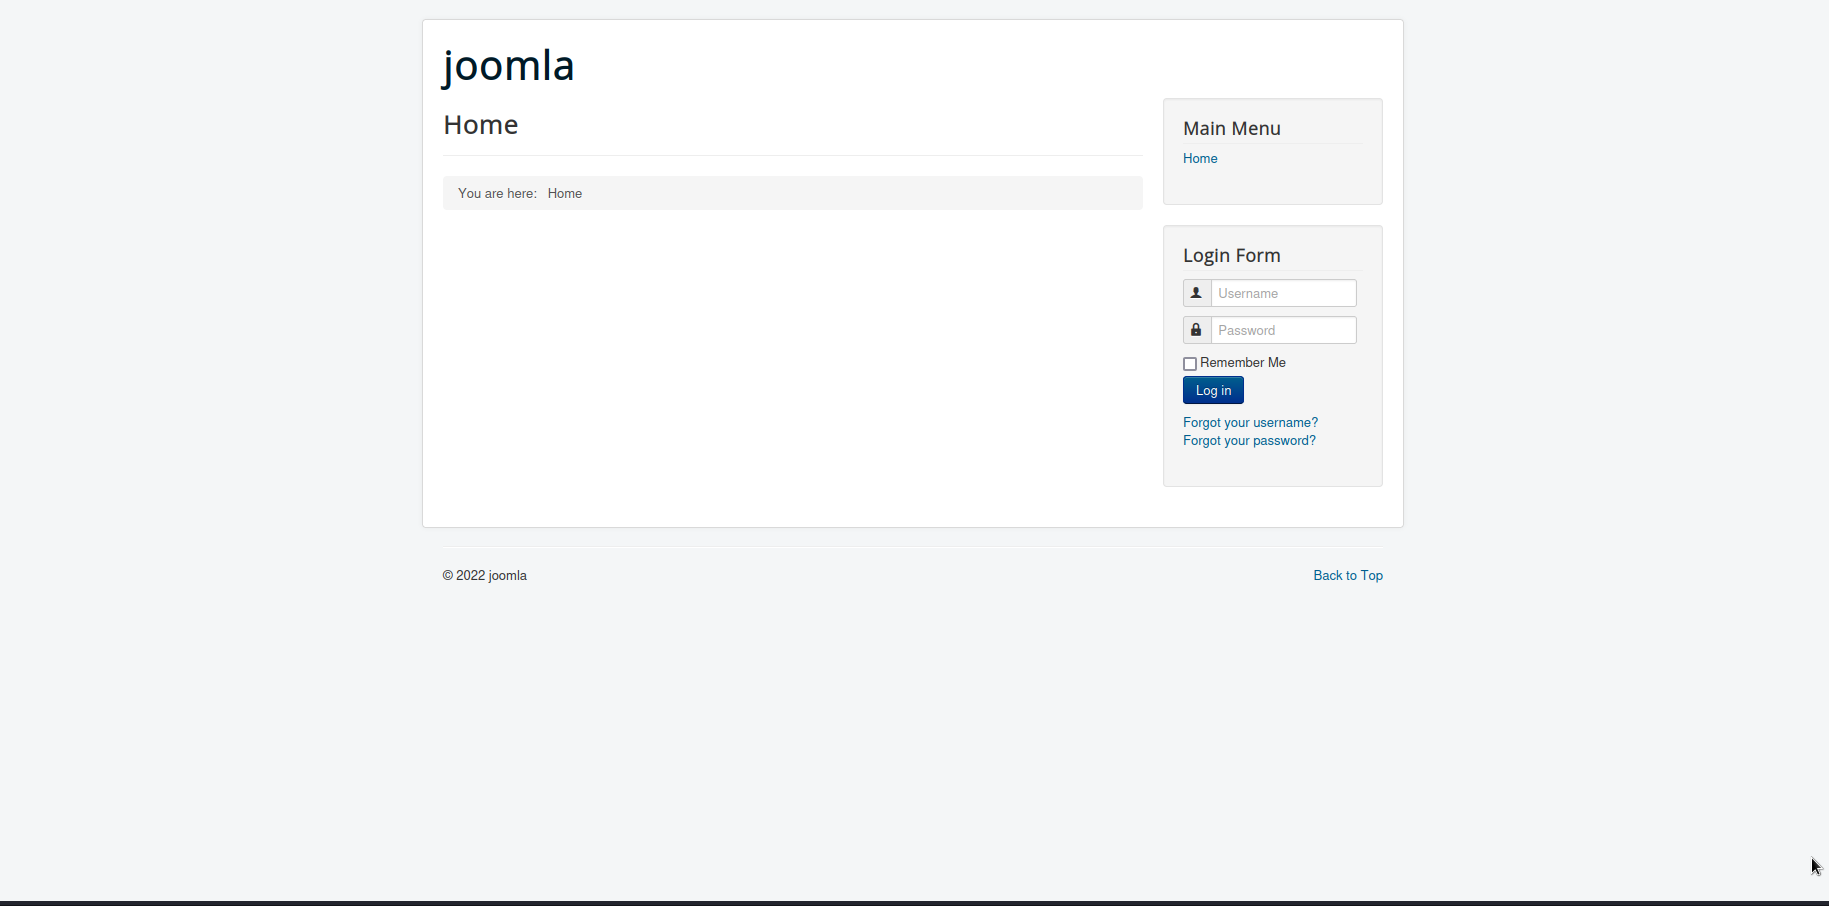 joomla
Home
You are here: Home
Main Menu
Home
Login Form
Username
Password
Remember Me
Log in
Forgot your username?
Forgot your password?
© 2022 joomla
Back to Top